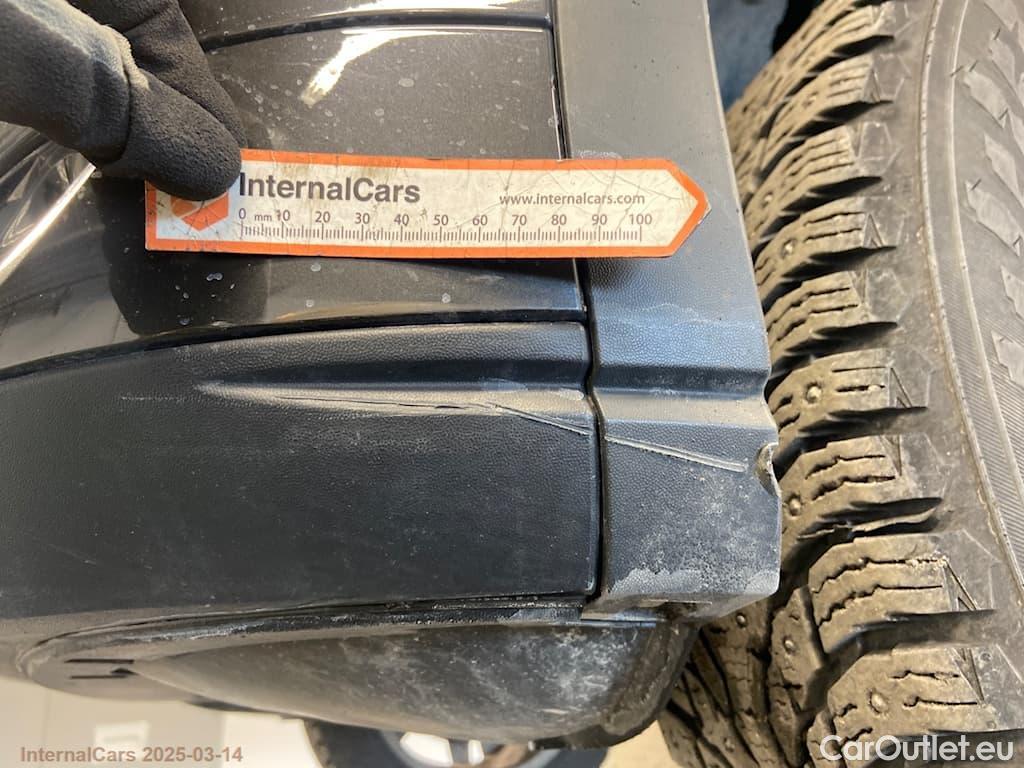 InternalCars
www.internalcars.com
0 mm 10 20 30 40 50 60 70 80 90 100
InternalCars 2025-03-14
CarOutlet.eu